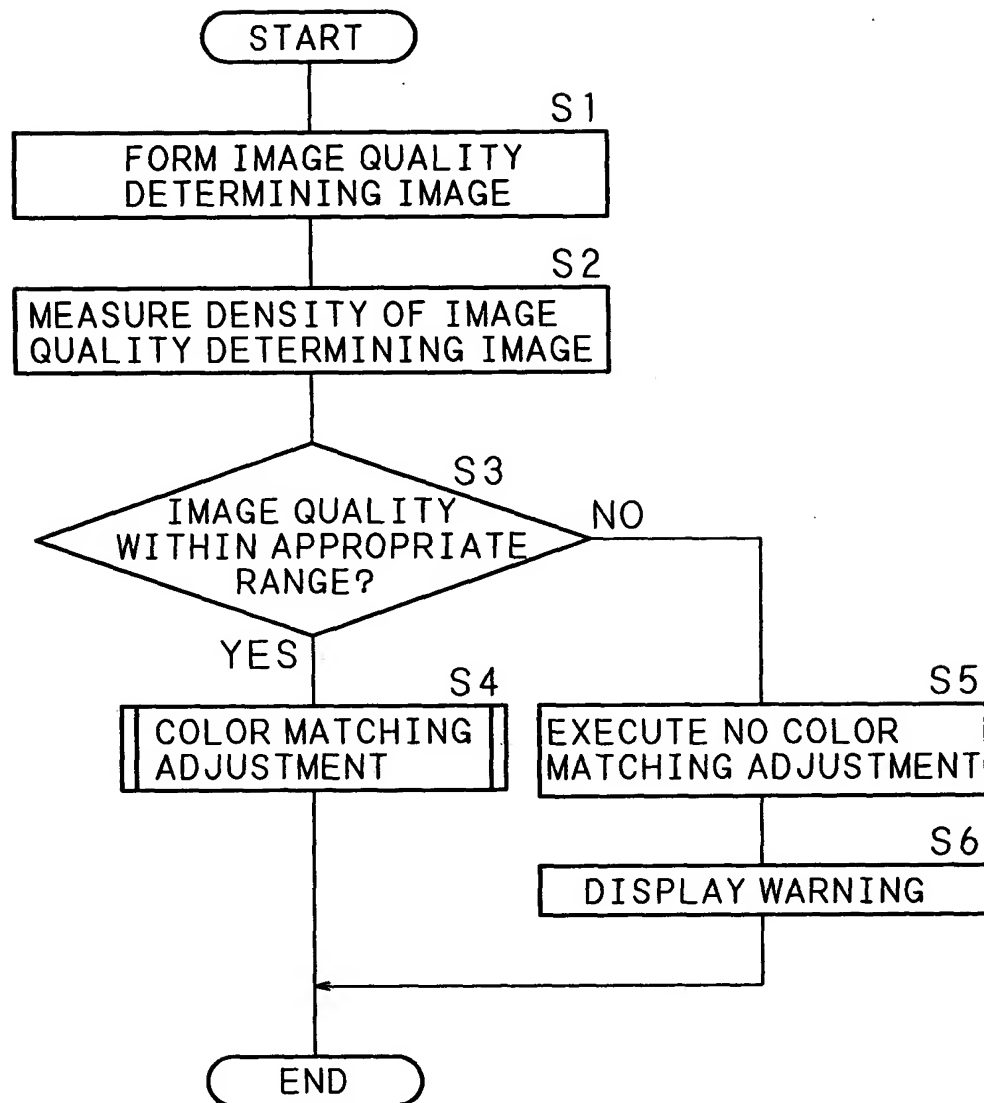 START
S1
FORM IMAGE QUALITY
DETERMINING IMAGE
S2
MEASURE DENSITY OF IMAGE
QUALITY DETERMINING IMAGE
S3
IMAGE QUALITY
WITHIN APPROPRIATE
RANGE?
NO
YES
S4
COLOR MATCHING
ADJUSTMENT
S5
EXECUTE NO COLOR
MATCHING ADJUSTMENT
S6
DISPLAY WARNING
END